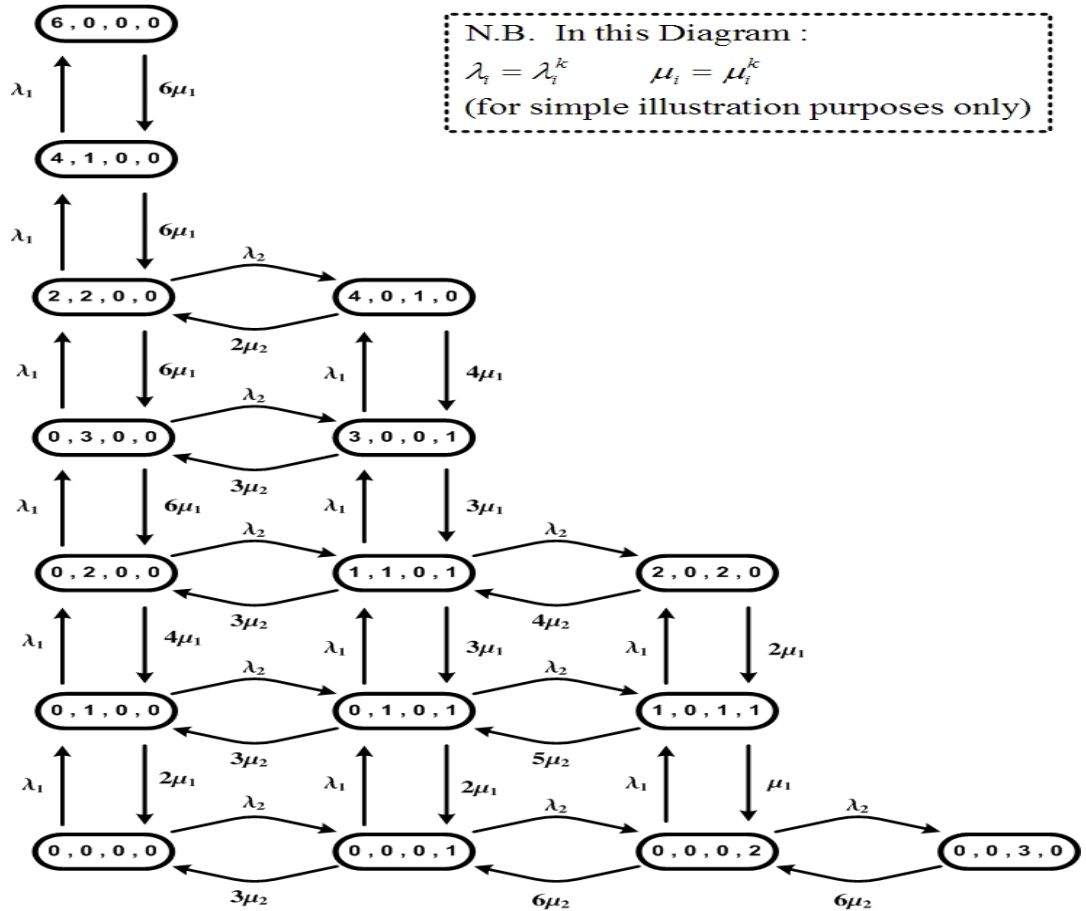 6 , 0 , 0 , 0
N.B. In this Diagram :
λᵢ = λᵢᵏ μᵢ = μᵢᵏ
(for simple illustration purposes only)
λ₁ 6μ₁
4 , 1 , 0 , 0
λ₁ 6μ₁
λ₂
2 , 2 , 0 , 0 4 , 0 , 1 , 0
2μ₂
λ₁ 6μ₁ λ₁ 4μ₁
λ₂
0 , 3 , 0 , 0 3 , 0 , 0 , 1
3μ₂
λ₁ 6μ₁ λ₁ 3μ₁
λ₂ λ₂
0 , 2 , 0 , 0 1 , 1 , 0 , 1 2 , 0 , 2 , 0
3μ₂ 4μ₂
λ₁ 4μ₁ λ₁ 3μ₁ λ₁ 2μ₁
λ₂ λ₂
0 , 1 , 0 , 0 0 , 1 , 0 , 1 1 , 0 , 1 , 1
3μ₂ 5μ₂
λ₁ 2μ₁ λ₁ 2μ₁ λ₁ μ₁
λ₂ λ₂ λ₂
0 , 0 , 0 , 0 0 , 0 , 0 , 1 0 , 0 , 0 , 2 0 , 0 , 3 , 0
3μ₂ 6μ₂ 6μ₂